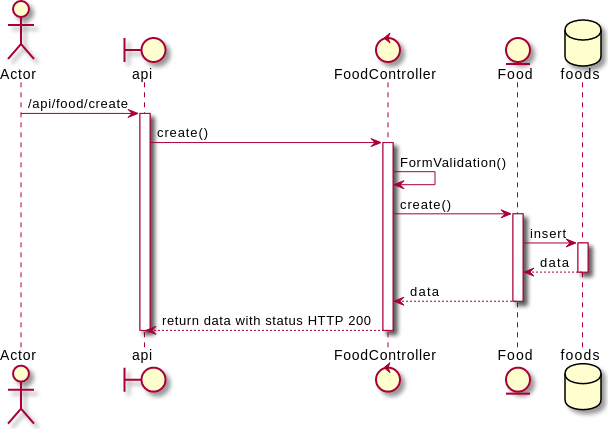 Actor api FoodController Food foods
/api/food/create
create()
FormValidation()
create()
insert
data
data
return data with status HTTP 200
Actor api FoodController Food foods